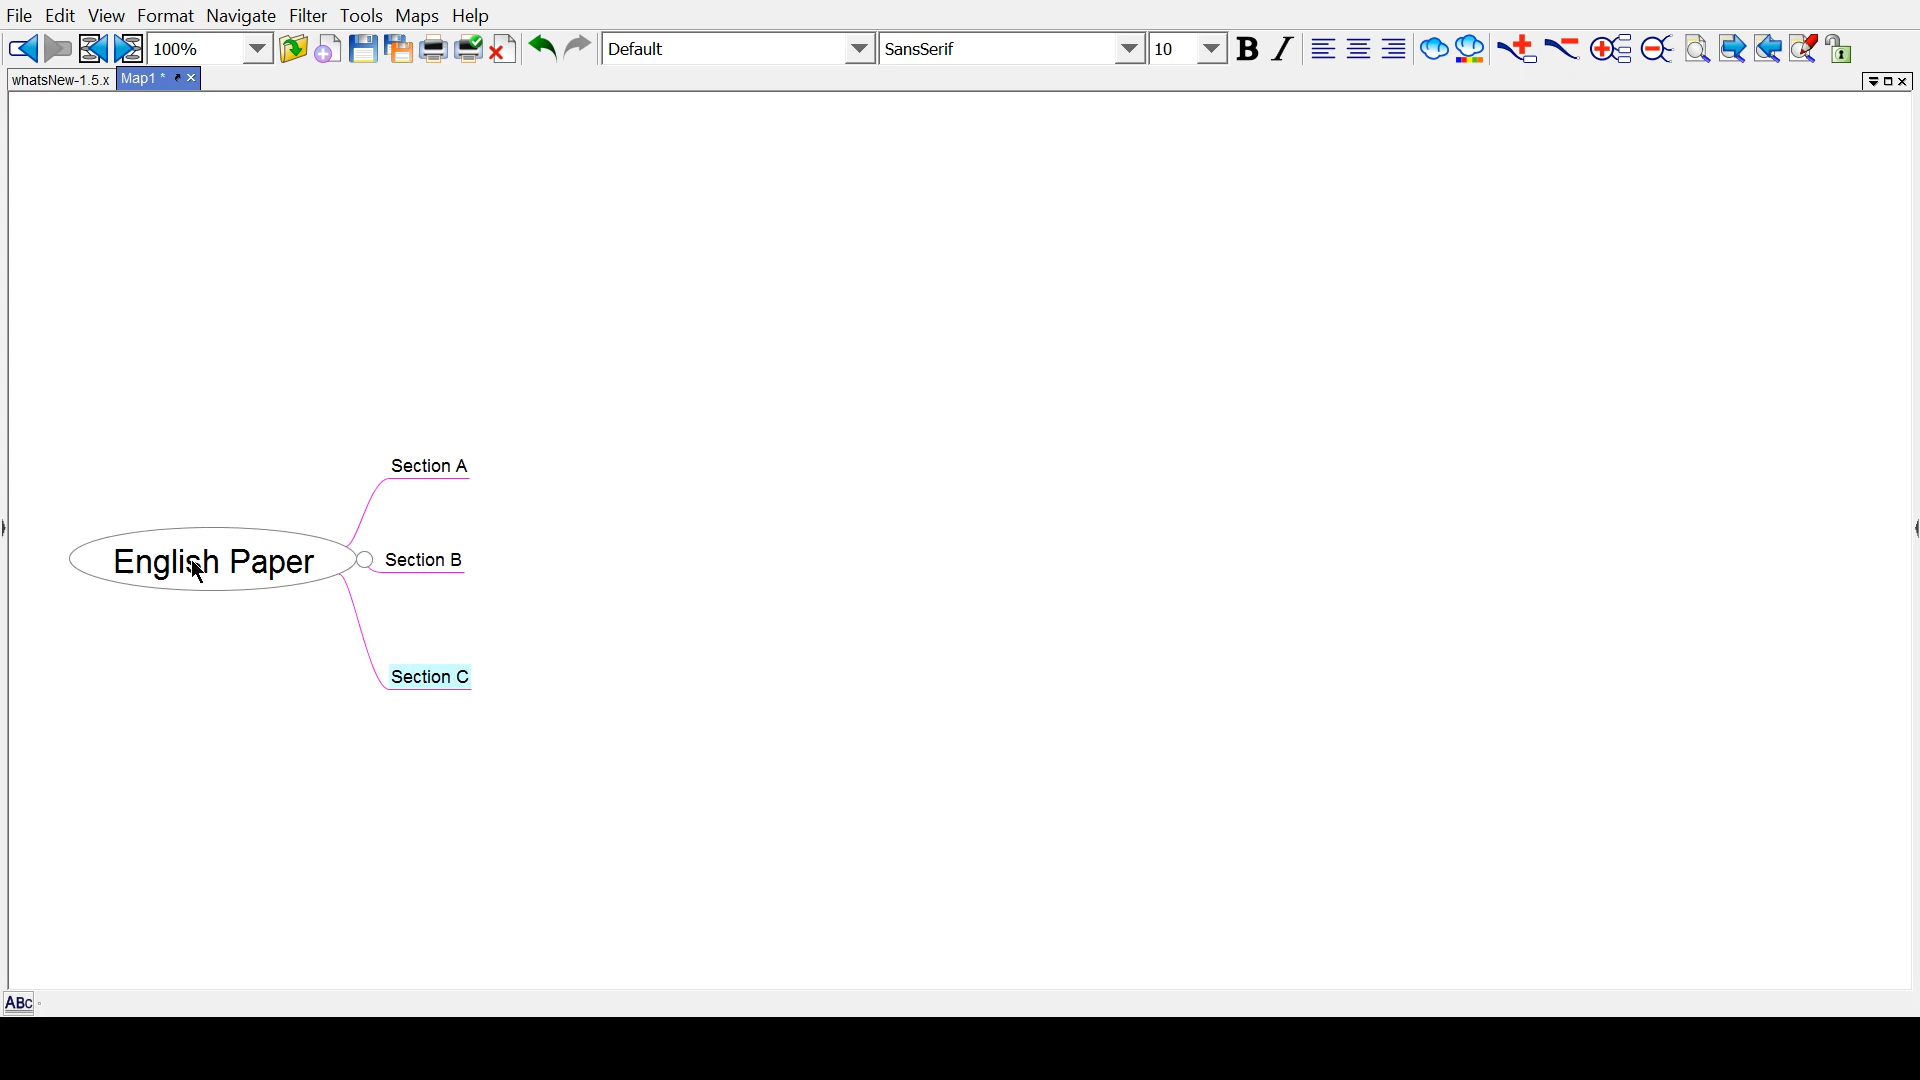 File Edit View Format Navigate Filter Tools Maps Help
100% Default SansSerif 10 B I
whatsNew-1.5.x Map1 *
Section A
English Paper
Section B
Section C
ABC